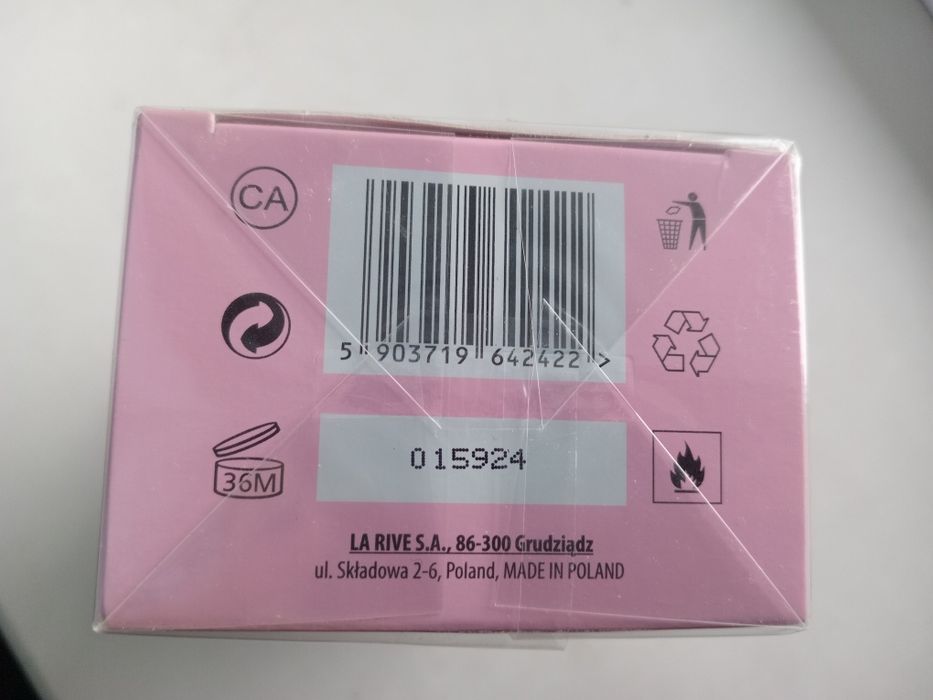 CA
5 903719 642422 >
36M
015924
LA RIVE S.A., 86-300 Grudziądz
ul. Składowa 2-6, Poland, MADE IN POLAND